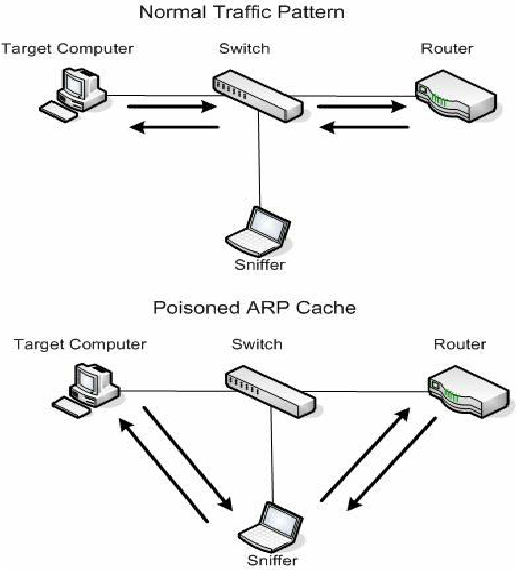 Normal Traffic Pattern
Target Computer Switch Router
Sniffer
Poisoned ARP Cache
Target Computer Switch Router
Sniffer